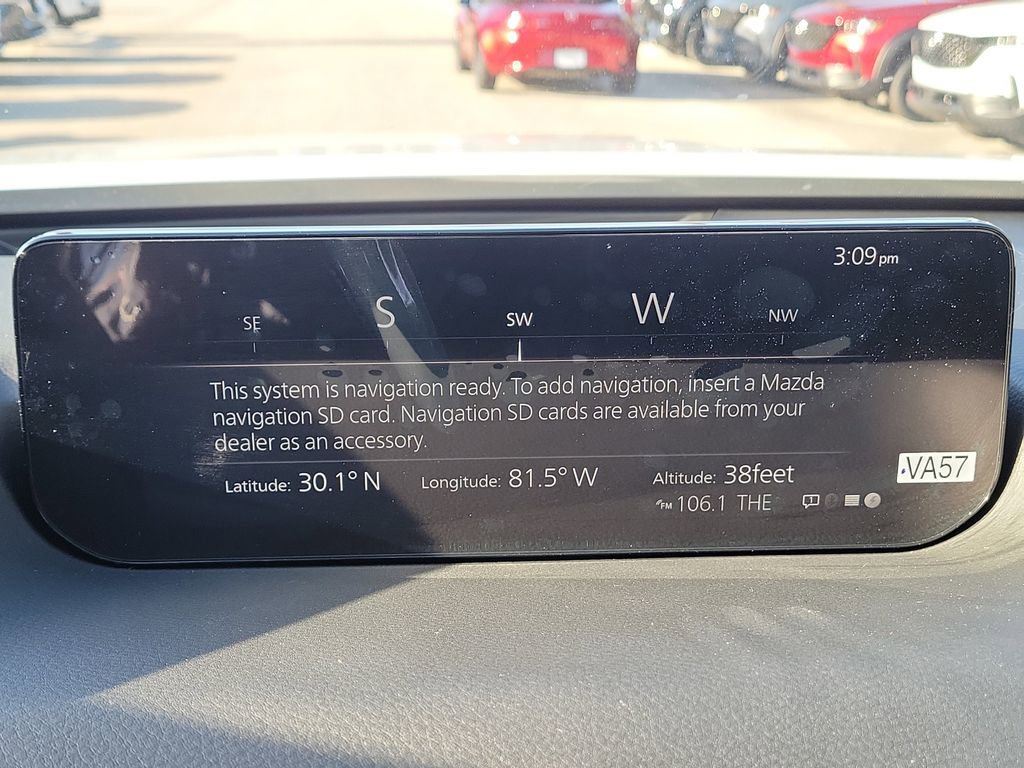 3:09 pm
SE S SW W NW
This system is navigation ready. To add navigation, insert a Mazda
navigation SD card. Navigation SD cards are available from your
dealer as an accessory.
Latitude: 30.1° N Longitude: 81.5° W Altitude: 38feet
VA57
FM 106.1 THE